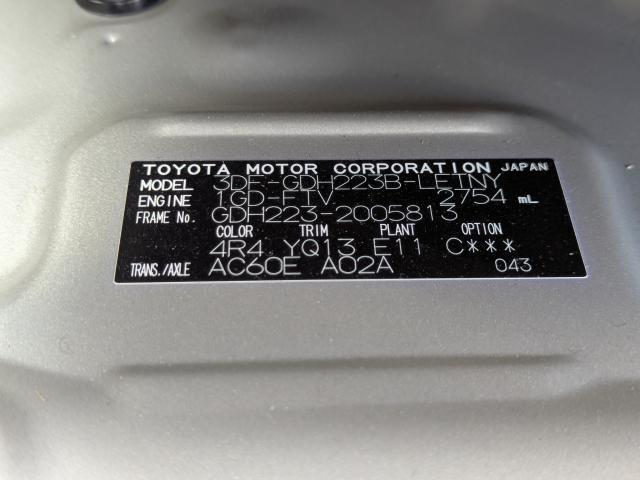 TOYOTA MOTOR CORPORATION JAPAN
MODEL 3DF-GDH223B-LETNY
ENGINE 1GD-FTV 2754 mL
FRAME No. GDH223-2005813
COLOR TRIM PLANT OPTION
4R4 YQ13 E11 C***
TRANS./AXLE AC60E A02A 043